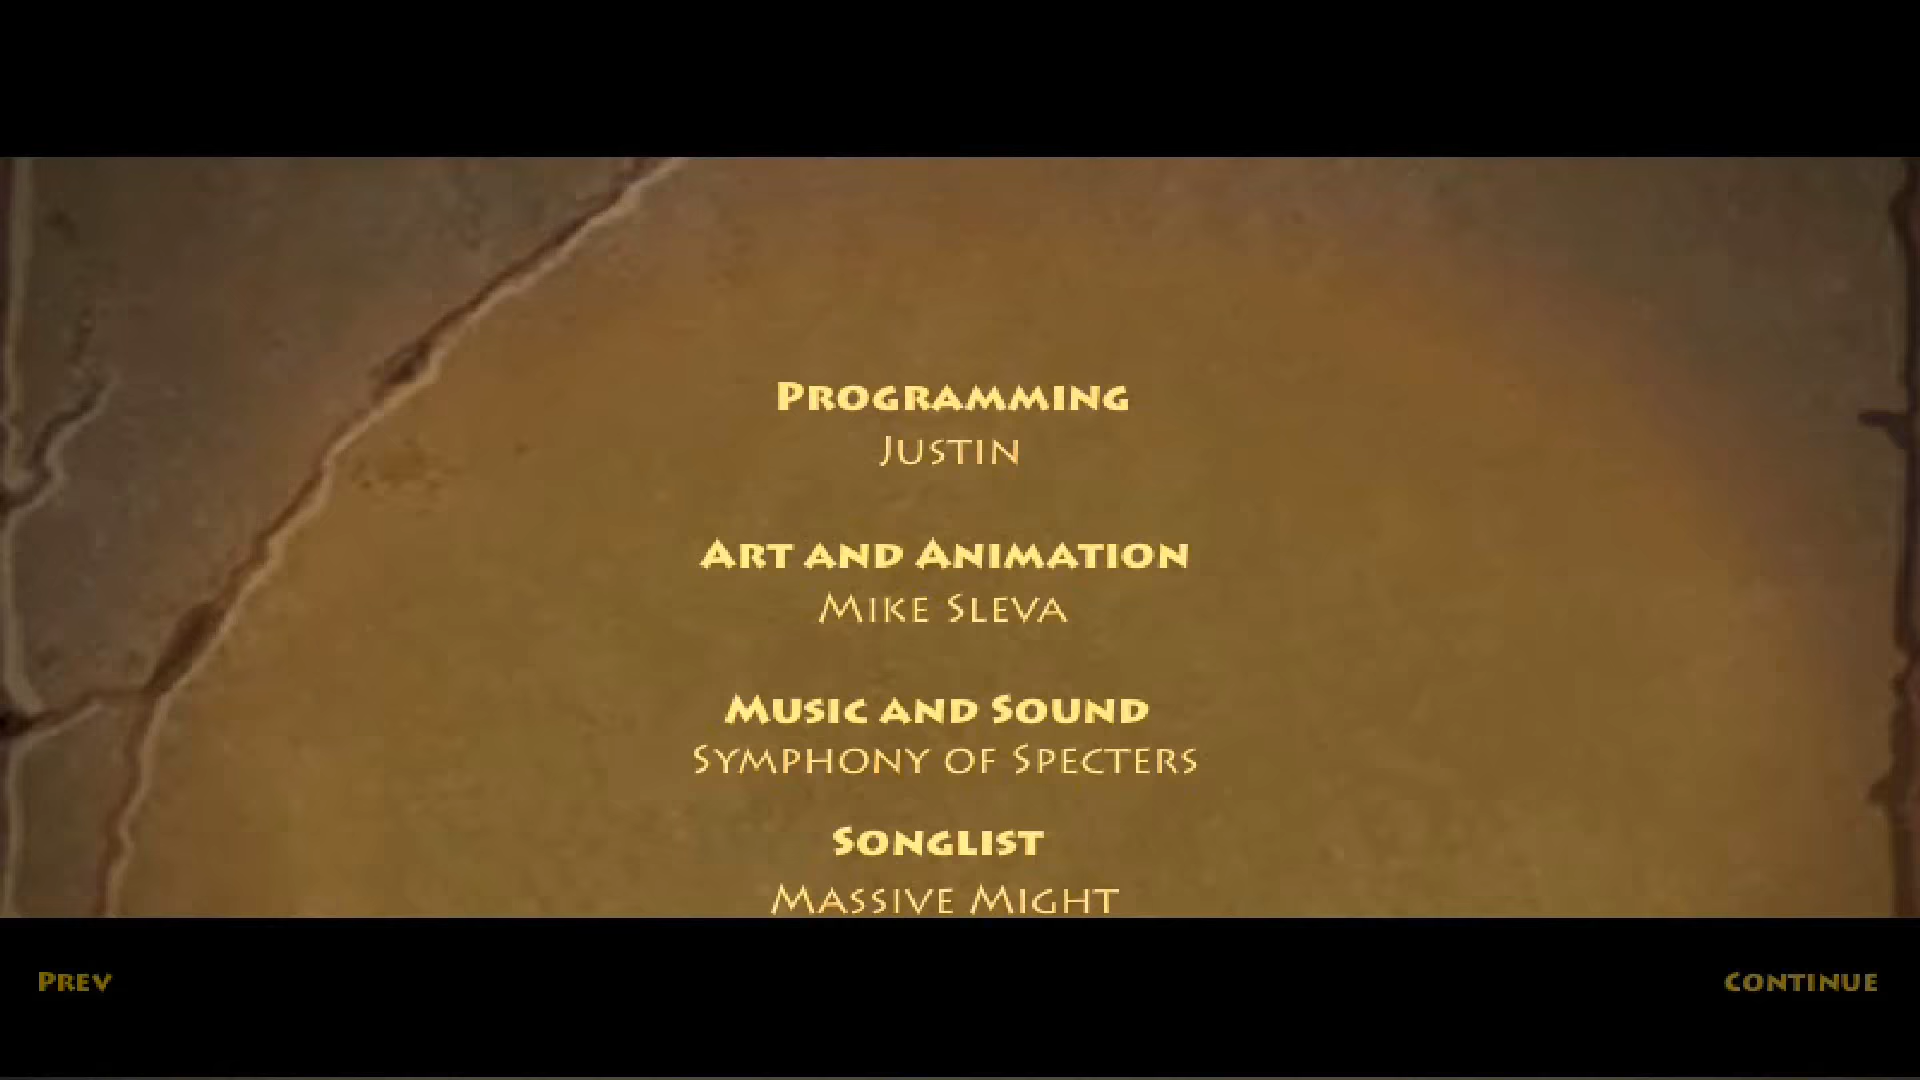 Programming
Justin
Art and Animation
Mike Sleva
Music and Sound
Symphony of Specters
Songlist
Massive Might
Prev
Continue